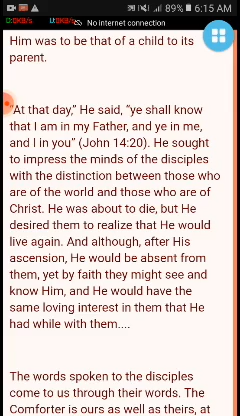 0:0KB/s U:0KB/s No internet connection 89% 6:15 AM
Him was to be that of a child to its
parent.
"At that day," He said, "ye shall know
that I am in my Father, and ye in me,
and I in you" (John 14:20). He sought
to impress the minds of the disciples
with the distinction between those who
are of the world and those who are of
Christ. He was about to die, but He
desired them to realize that He would
live again. And although, after His
ascension, He would be absent from
them, yet by faith they might see and
know Him, and He would have the
same loving interest in them that He
had while with them....
The words spoken to the disciples
come to us through their words. The
Comforter is ours as well as theirs, at